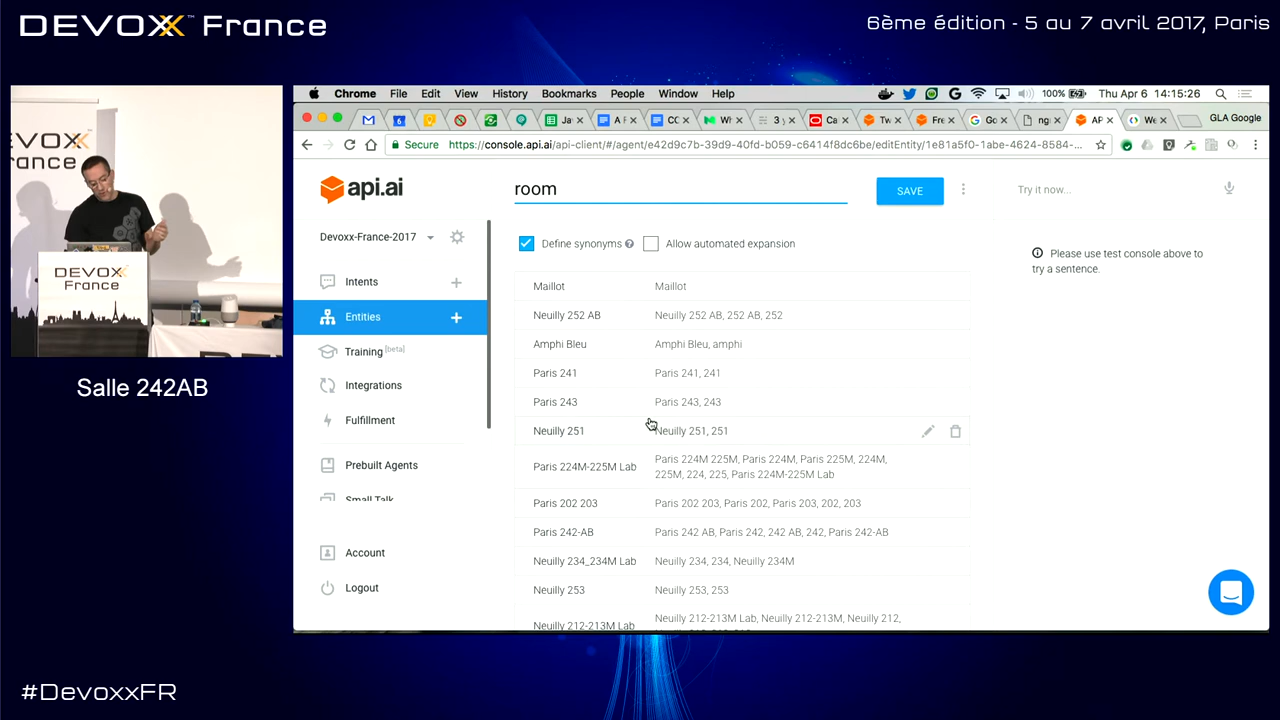 DEVOXX™ France
6ème édition - 5 au 7 avril 2017, Paris
Chrome File Edit View History Bookmarks People Window Help
100% Thu Apr 6 14:15:26
GLA Google
Secure https://console.api.ai/api-client/#/agent/e42d9c7b-39d9-40fd-b059-c6414f8dc6be/editEntity/1e81a5f0-1abe-4624-8584-...
api.ai
room
SAVE
Try it now...
Devoxx-France-2017
Define synonyms
Allow automated expansion
Please use test console above to
try a sentence.
Intents
Entities
Training [beta]
Integrations
Fulfillment
Prebuilt Agents
Small Talk
Account
Logout
Maillot Maillot
Neuilly 252 AB Neuilly 252 AB, 252 AB, 252
Amphi Bleu Amphi Bleu, amphi
Paris 241 Paris 241, 241
Paris 243 Paris 243, 243
Neuilly 251 Neuilly 251, 251
Paris 224M-225M Lab Paris 224M 225M, Paris 224M, Paris 225M, 224M,
225M, 224, 225, Paris 224M-225M Lab
Paris 202 203 Paris 202 203, Paris 202, Paris 203, 202, 203
Paris 242-AB Paris 242 AB, Paris 242, 242 AB, 242, Paris 242-AB
Neuilly 234_234M Lab Neuilly 234, 234, Neuilly 234M
Neuilly 253 Neuilly 253, 253
Neuilly 212-213M Lab Neuilly 212-213M Lab, Neuilly 212-213M, Neuilly 212,
DEVOXX
France
DEVOXX
France
Salle 242AB
#DevoxxFR